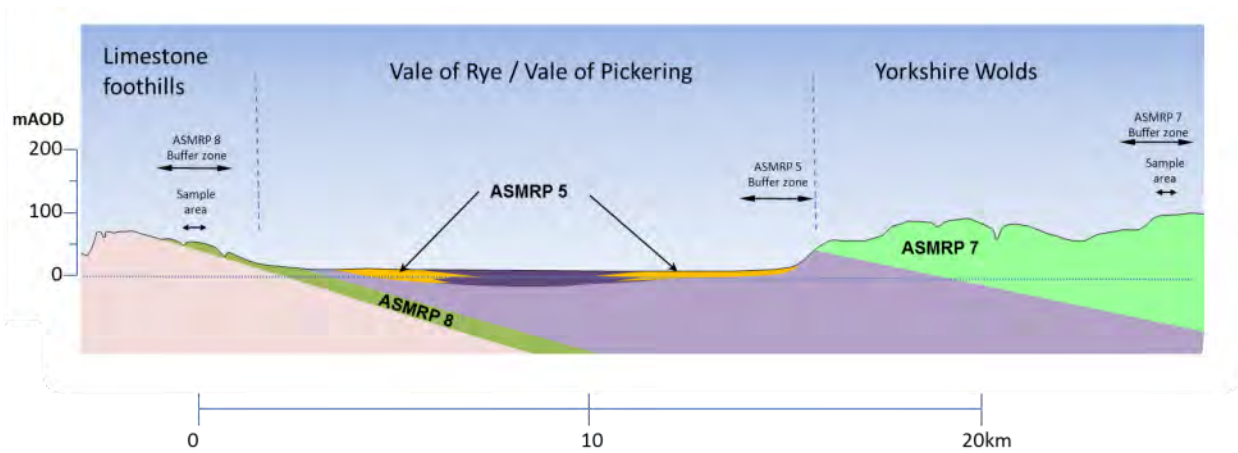 Limestone
foothills
Vale of Rye / Vale of Pickering
Yorkshire Wolds
mAOD
200
100
0
ASMRP 8
Buffer zone
Sample
area
ASMRP 5
ASMRP 5
Buffer zone
ASMRP 7
Buffer zone
Sample
area
ASMRP 7
ASMRP 8
0
10
20km